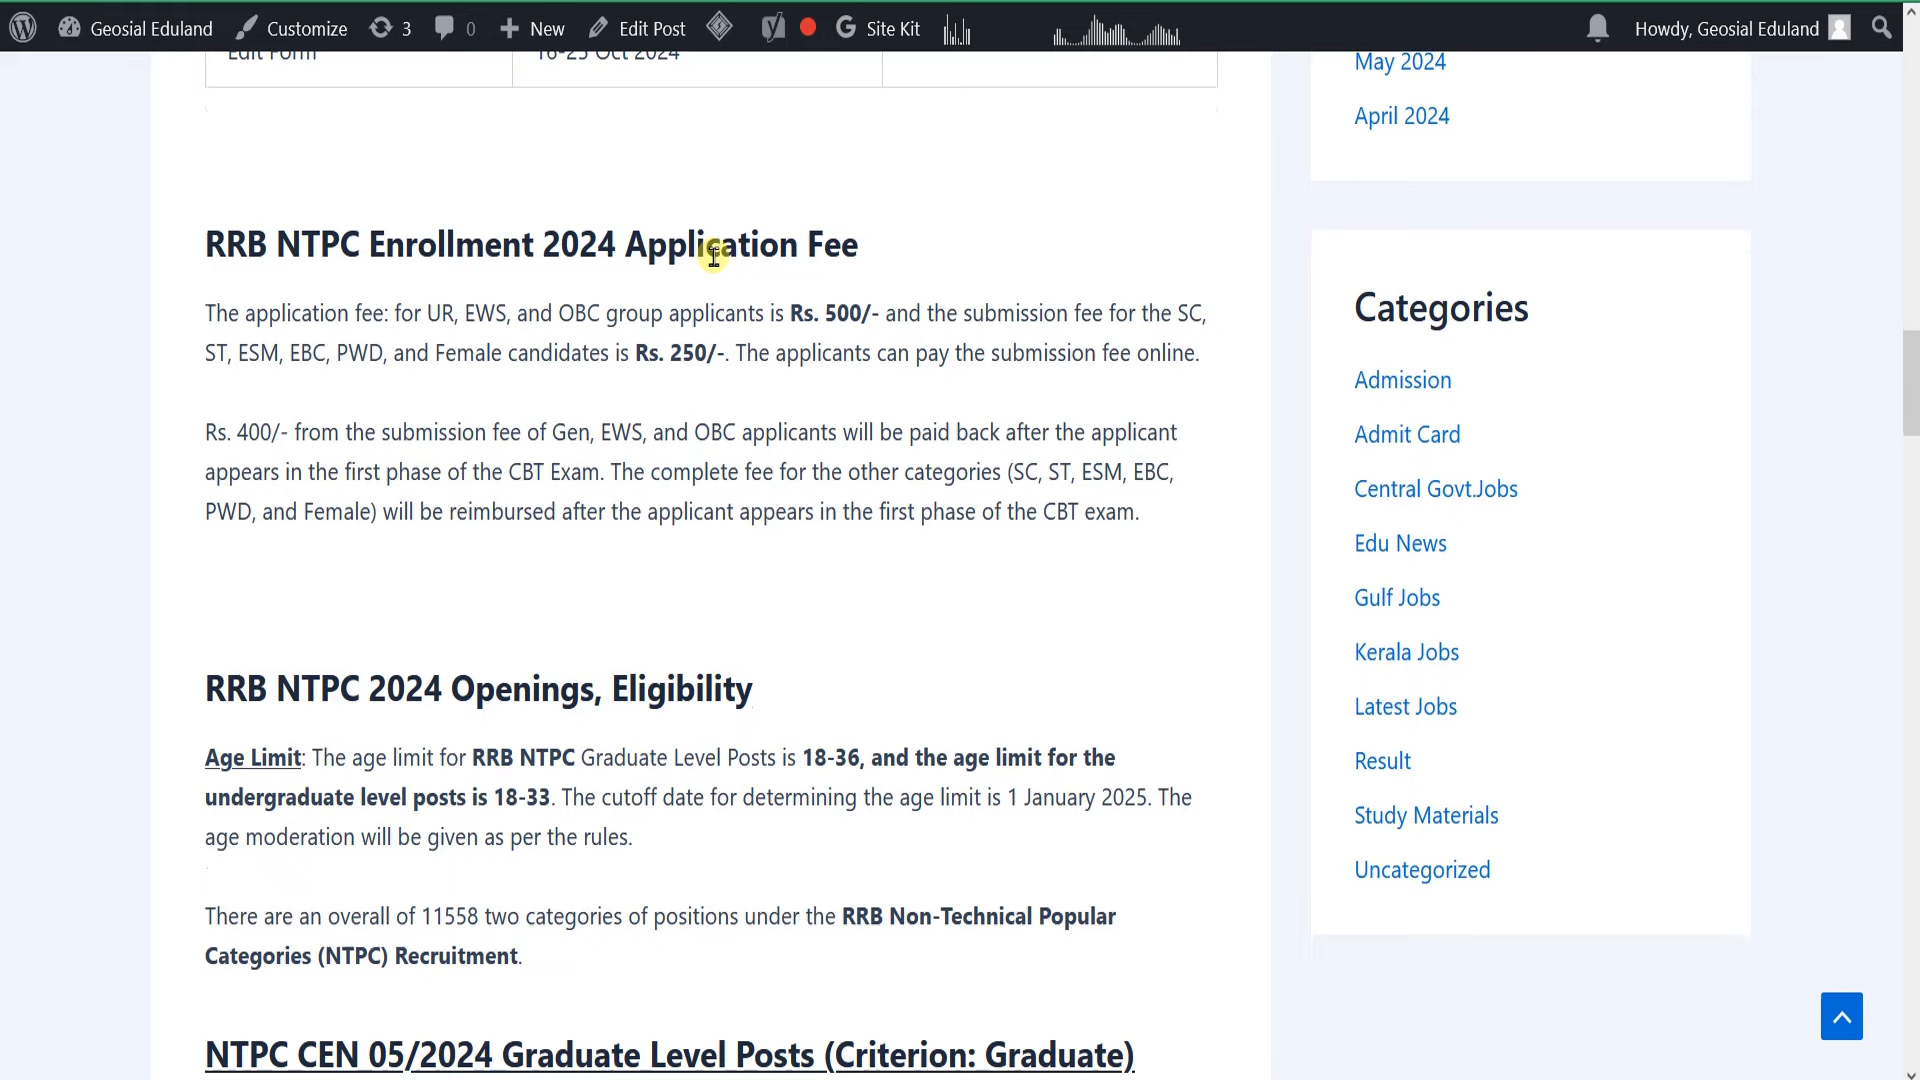 Geosial Eduland Customize 3 0 New Edit Post Site Kit Howdy, Geosial Eduland
Edit Form 16-25 Oct 2024
RRB NTPC Enrollment 2024 Application Fee
The application fee: for UR, EWS, and OBC group applicants is Rs. 500/- and the submission fee for the SC,
ST, ESM, EBC, PWD, and Female candidates is Rs. 250/-. The applicants can pay the submission fee online.
Rs. 400/- from the submission fee of Gen, EWS, and OBC applicants will be paid back after the applicant
appears in the first phase of the CBT Exam. The complete fee for the other categories (SC, ST, ESM, EBC,
PWD, and Female) will be reimbursed after the applicant appears in the first phase of the CBT exam.
RRB NTPC 2024 Openings, Eligibility
Age Limit: The age limit for RRB NTPC Graduate Level Posts is 18-36, and the age limit for the
undergraduate level posts is 18-33. The cutoff date for determining the age limit is 1 January 2025. The
age moderation will be given as per the rules.
There are an overall of 11558 two categories of positions under the RRB Non-Technical Popular
Categories (NTPC) Recruitment.
NTPC CEN 05/2024 Graduate Level Posts (Criterion: Graduate)
May 2024
April 2024
Categories
Admission
Admit Card
Central Govt.Jobs
Edu News
Gulf Jobs
Kerala Jobs
Latest Jobs
Result
Study Materials
Uncategorized